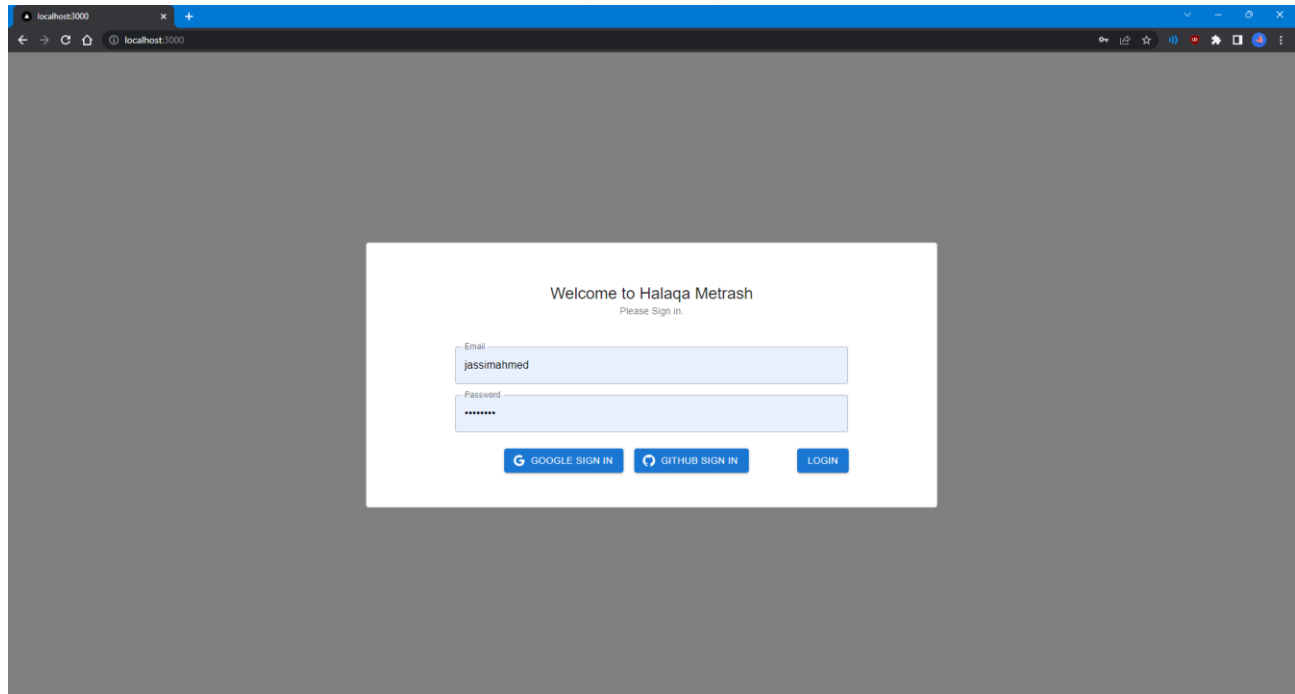 localhost:3000
localhost:3000
Welcome to Halaqa Metrash
Please Sign in.
Email
jassimahmed
Password
••••••••
GOOGLE SIGN IN GITHUB SIGN IN LOGIN